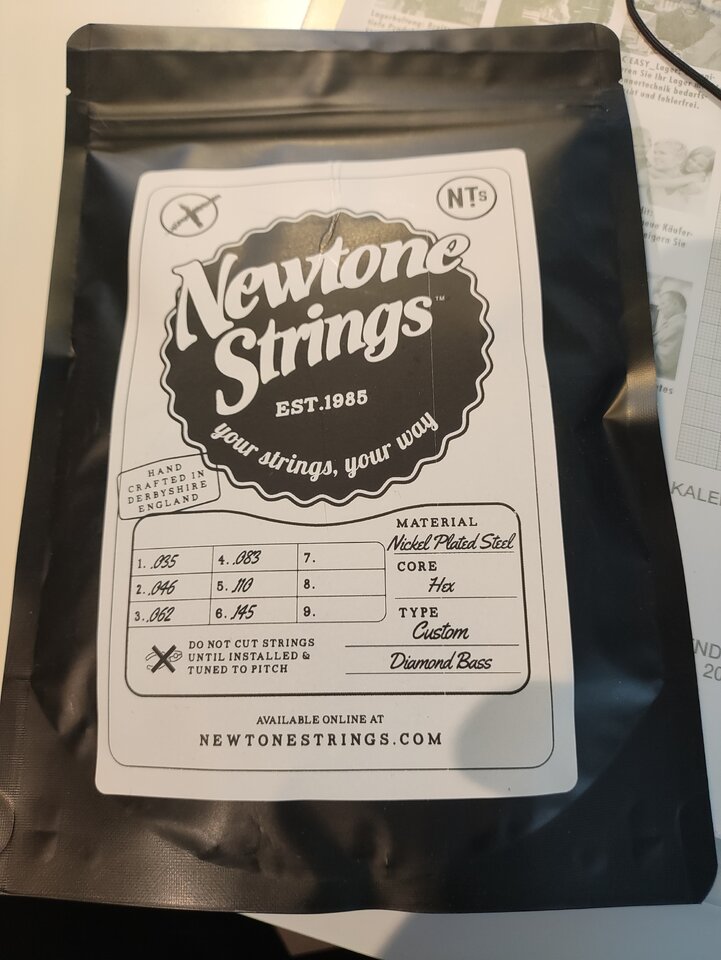 NTs
Newtone
Strings™
EST.1985
your strings, your way
HAND
CRAFTED IN
DERBYSHIRE
ENGLAND
MATERIAL
Nickel Plated Steel
CORE
Hex
TYPE
Custom
Diamond Bass
1. .035 4. .083 7.
2. .046 5. .110 8.
3. .062 6. .145 9.
DO NOT CUT STRINGS
UNTIL INSTALLED &
TUNED TO PITCH
AVAILABLE ONLINE AT
NEWTONESTRINGS.COM